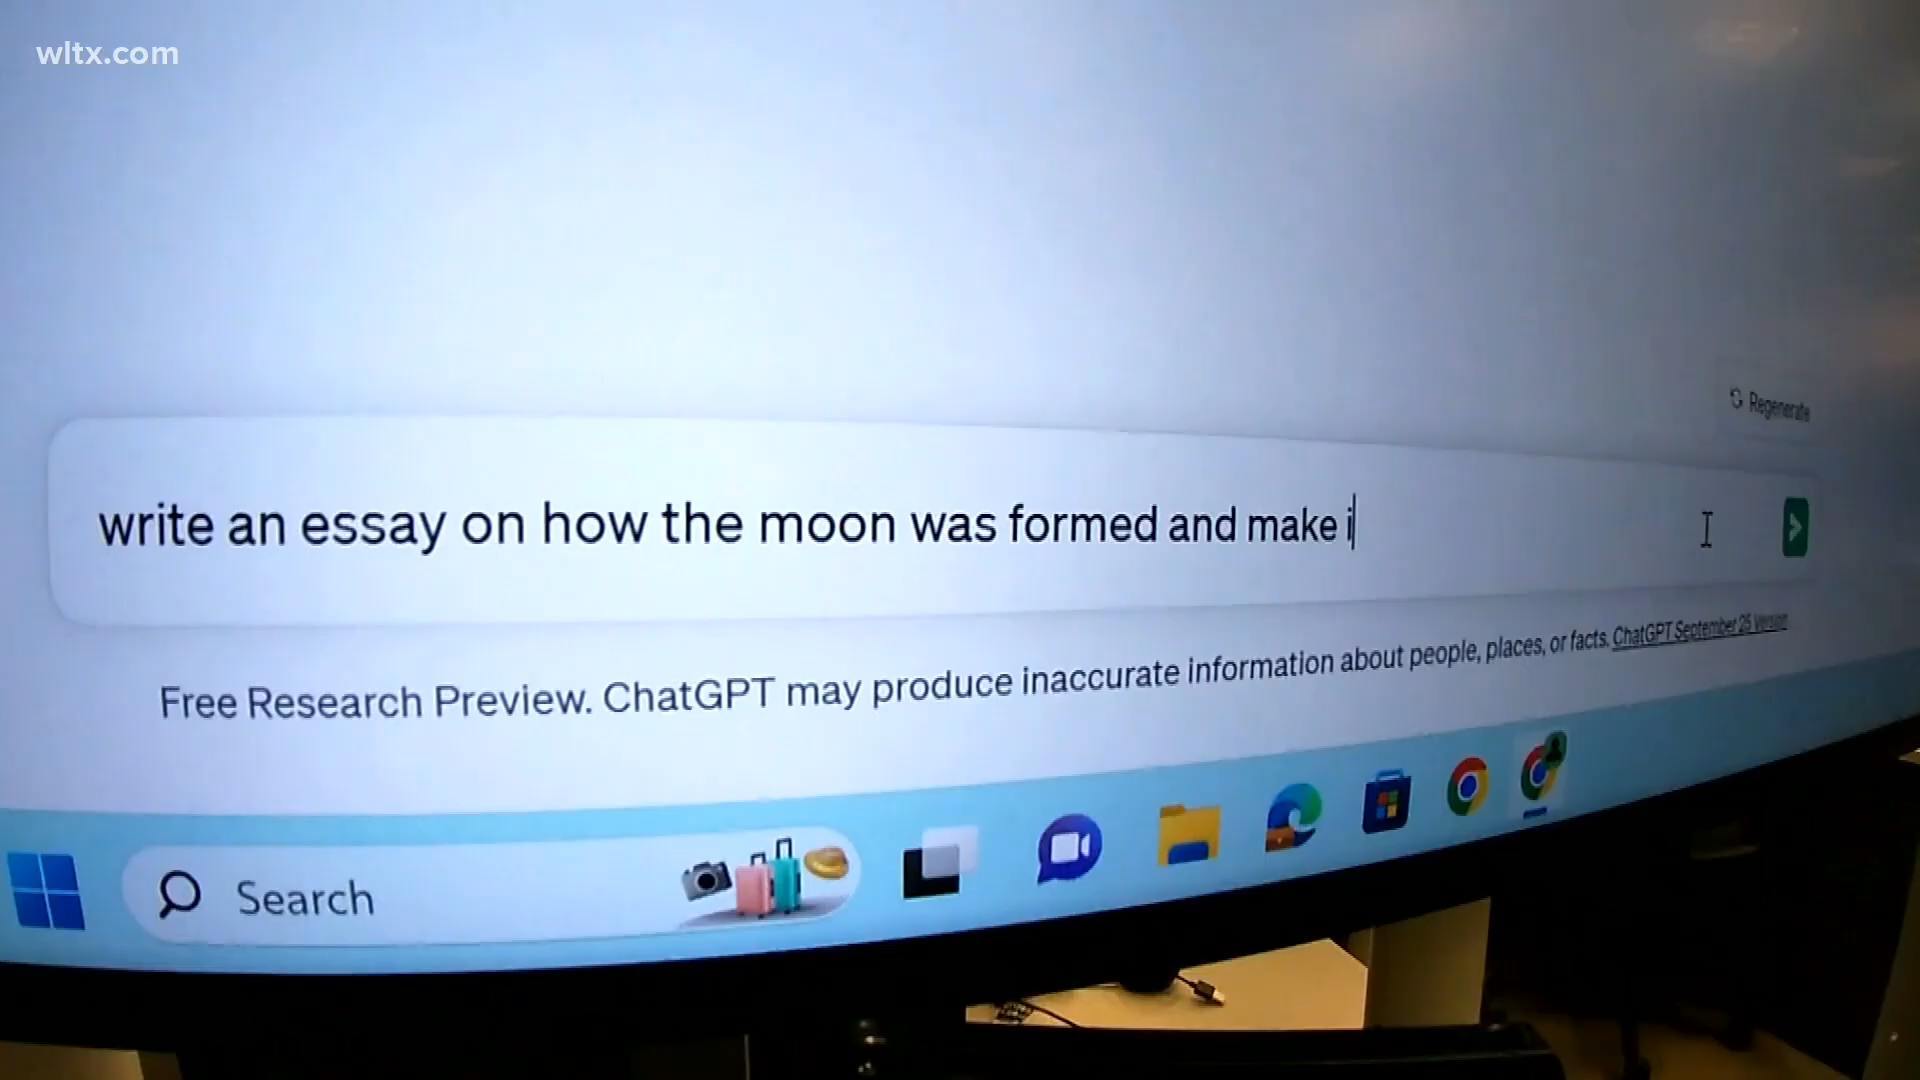 wltx.com
Regenerate
write an essay on how the moon was formed and make i
Free Research Preview. ChatGPT may produce inaccurate information about people, places, or facts. ChatGPT September 25 Version
Search